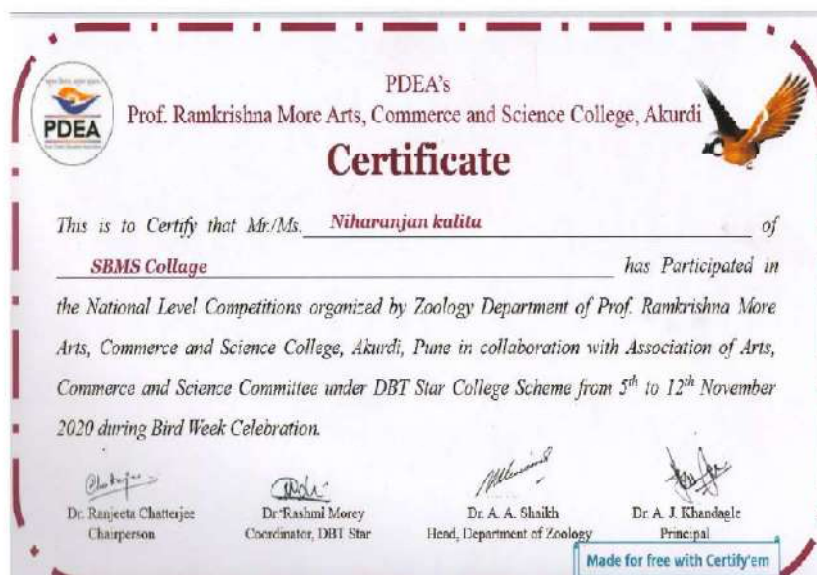 PDEA's
Prof. Ramkrishna More Arts, Commerce and Science College, Akurdi
PDEA
Certificate
This is to Certify that Mr./Ms. Niharanjan kalita of
SBMS Collage has Participated in
the National Level Competitions organized by Zoology Department of Prof. Ramkrishna More
Arts, Commerce and Science College, Akurdi, Pune in collaboration with Association of Arts,
Commerce and Science Committee under DBT Star College Scheme from 5th to 12th November
2020 during Bird Week Celebration.
Dr. Ranjeeta Chatterjee Dr. Rashmi Morey Dr. A. A. Shaikh Dr. A. J. Khandagle
Chairperson Coordinator, DBT Star Head, Department of Zoology Principal
Made for free with Certify'em